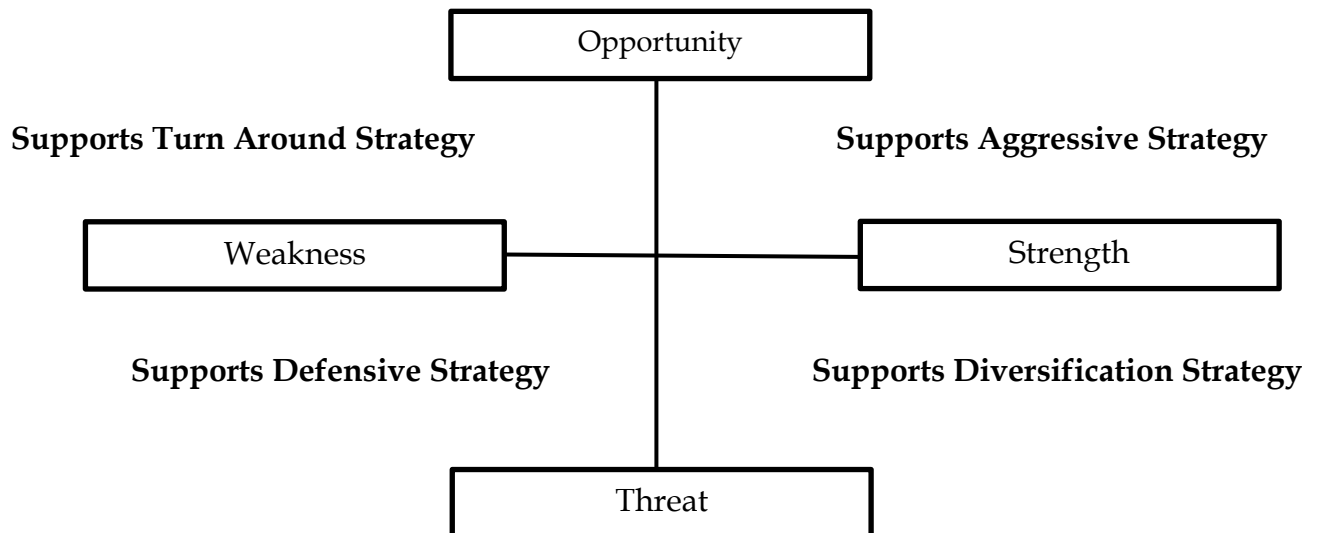 Opportunity
Supports Turn Around Strategy
Supports Aggressive Strategy
Weakness
Strength
Supports Defensive Strategy
Supports Diversification Strategy
Threat